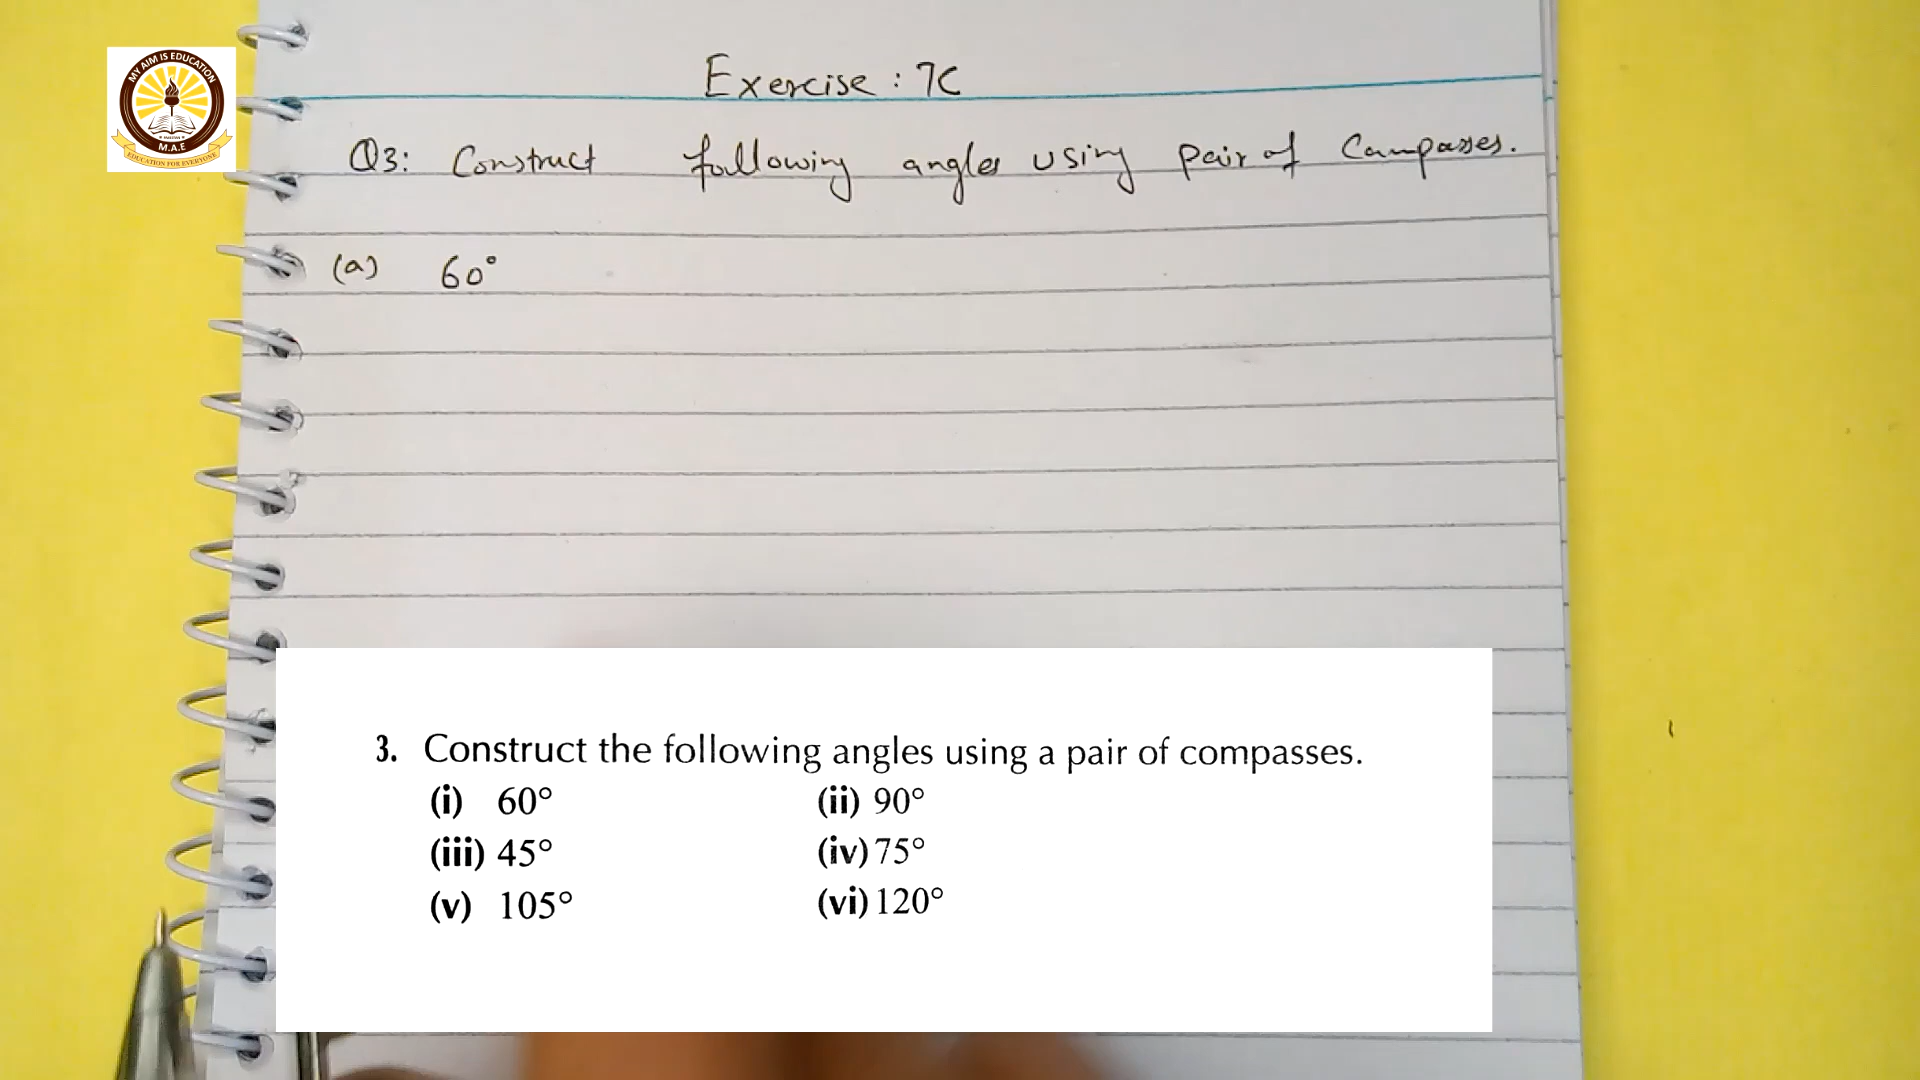 MY AIM IS EDUCATION
PAKISTAN
M.A.E
EDUCATION FOR EVERYONE
Exercise : 7C
Q3: Construct following angles using pair of Compasses.
(a) 60°
3. Construct the following angles using a pair of compasses.
(i) 60° (ii) 90°
(iii) 45° (iv) 75°
(v) 105° (vi) 120°